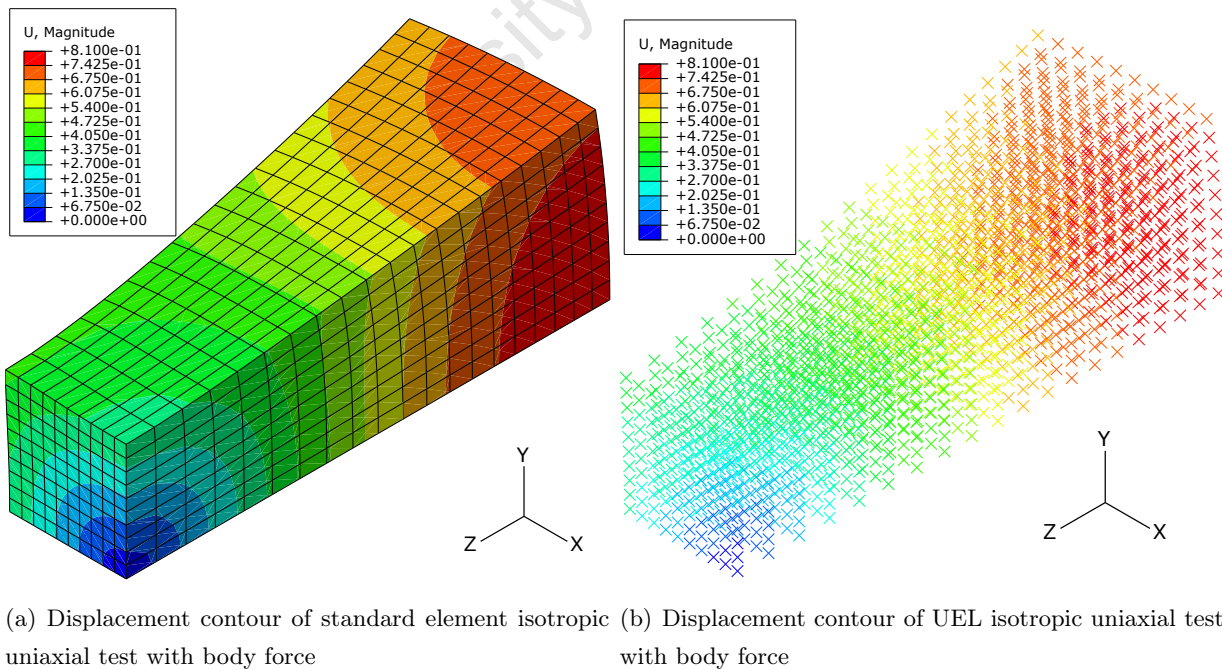 sity
U, Magnitude
+8.100e-01
+7.425e-01
+6.750e-01
+6.075e-01
+5.400e-01
+4.725e-01
+4.050e-01
+3.375e-01
+2.700e-01
+2.025e-01
+1.350e-01
+6.750e-02
+0.000e+00
Y
Z
X
U, Magnitude
+8.100e-01
+7.425e-01
+6.750e-01
+6.075e-01
+5.400e-01
+4.725e-01
+4.050e-01
+3.375e-01
+2.700e-01
+2.025e-01
+1.350e-01
+6.750e-02
+0.000e+00
Y
Z
X
(a) Displacement contour of standard element isotropic
uniaxial test with body force
(b) Displacement contour of UEL isotropic uniaxial test
with body force